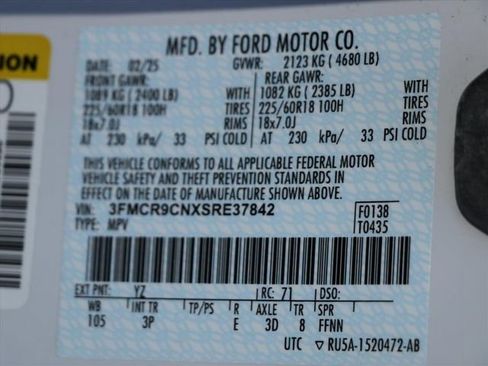 MFD. BY FORD MOTOR CO.
DATE: 02/25 GVWR: 2123 KG ( 4680 LB)
FRONT GAWR: REAR GAWR:
1089 KG ( 2400 LB) 1082 KG ( 2385 LB) WITH
225/60R18 100H 225/60R18 100H TIRES
18x7.0J 18x7.0J RIMS
AT 230 kPa/ 33 PSI COLD AT 230 kPa/ 33 PSI COLD
WITH
TIRES
RIMS
THIS VEHICLE CONFORMS TO ALL APPLICABLE FEDERAL MOTOR
VEHICLE SAFETY AND THEFT PREVENTION STANDARDS IN
EFFECT ON THE DATE OF MANUFACTURE SHOWN ABOVE.
VIN: 3FMCR9CNXSRE37842 F0138
TYPE: MPV T0435
EXT PNT: YZ RC: 71 DSO:
WB INT TR TP/PS R AXLE TR SPR
105 3P E 3D 8 FFNN
UTC ▽ RU5A-1520472-AB
ION